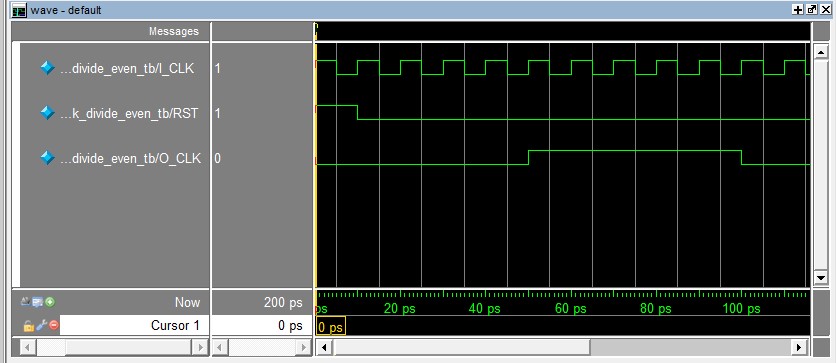 wave - default
Messages
...divide_even_tb/I_CLK 1
...k_divide_even_tb/RST 1
...divide_even_tb/O_CLK 0
Now 200 ps ps 20 ps 40 ps 60 ps 80 ps 100 ps
Cursor 1 0 ps 0 ps